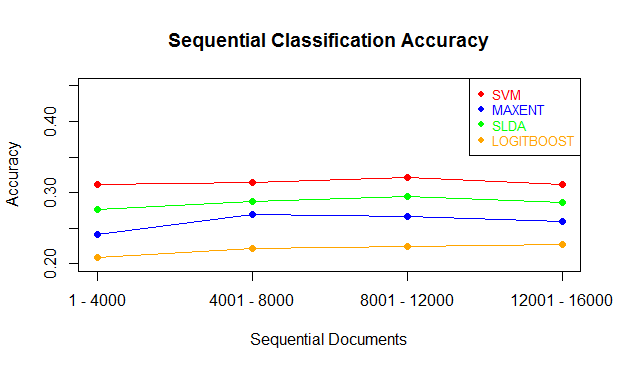 Sequential Classification Accuracy
SVM
MAXENT
SLDA
LOGITBOOST
Accuracy
0.40
0.30
0.20
1 - 4000
4001 - 8000
8001 - 12000
12001 - 16000
Sequential Documents